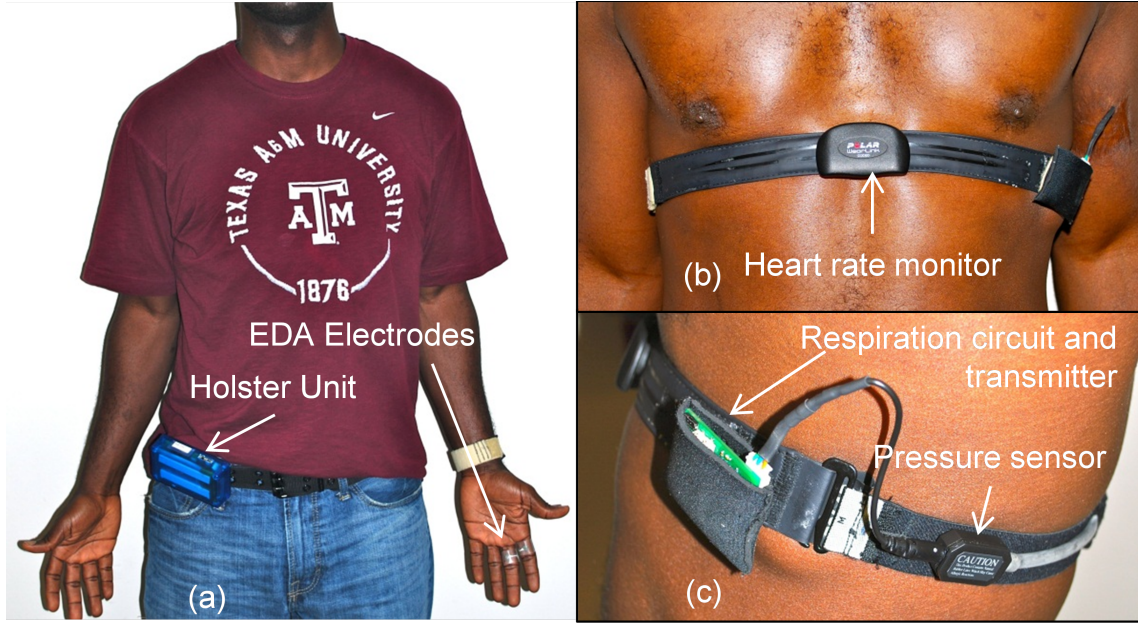 TEXAS A&M UNIVERSITY
ATM
1876
EDA Electrodes
Holster Unit
(a)
POLAR
WearLink
Heart rate monitor
(b)
Respiration circuit and
transmitter
Pressure sensor
M
CAUTION
(c)